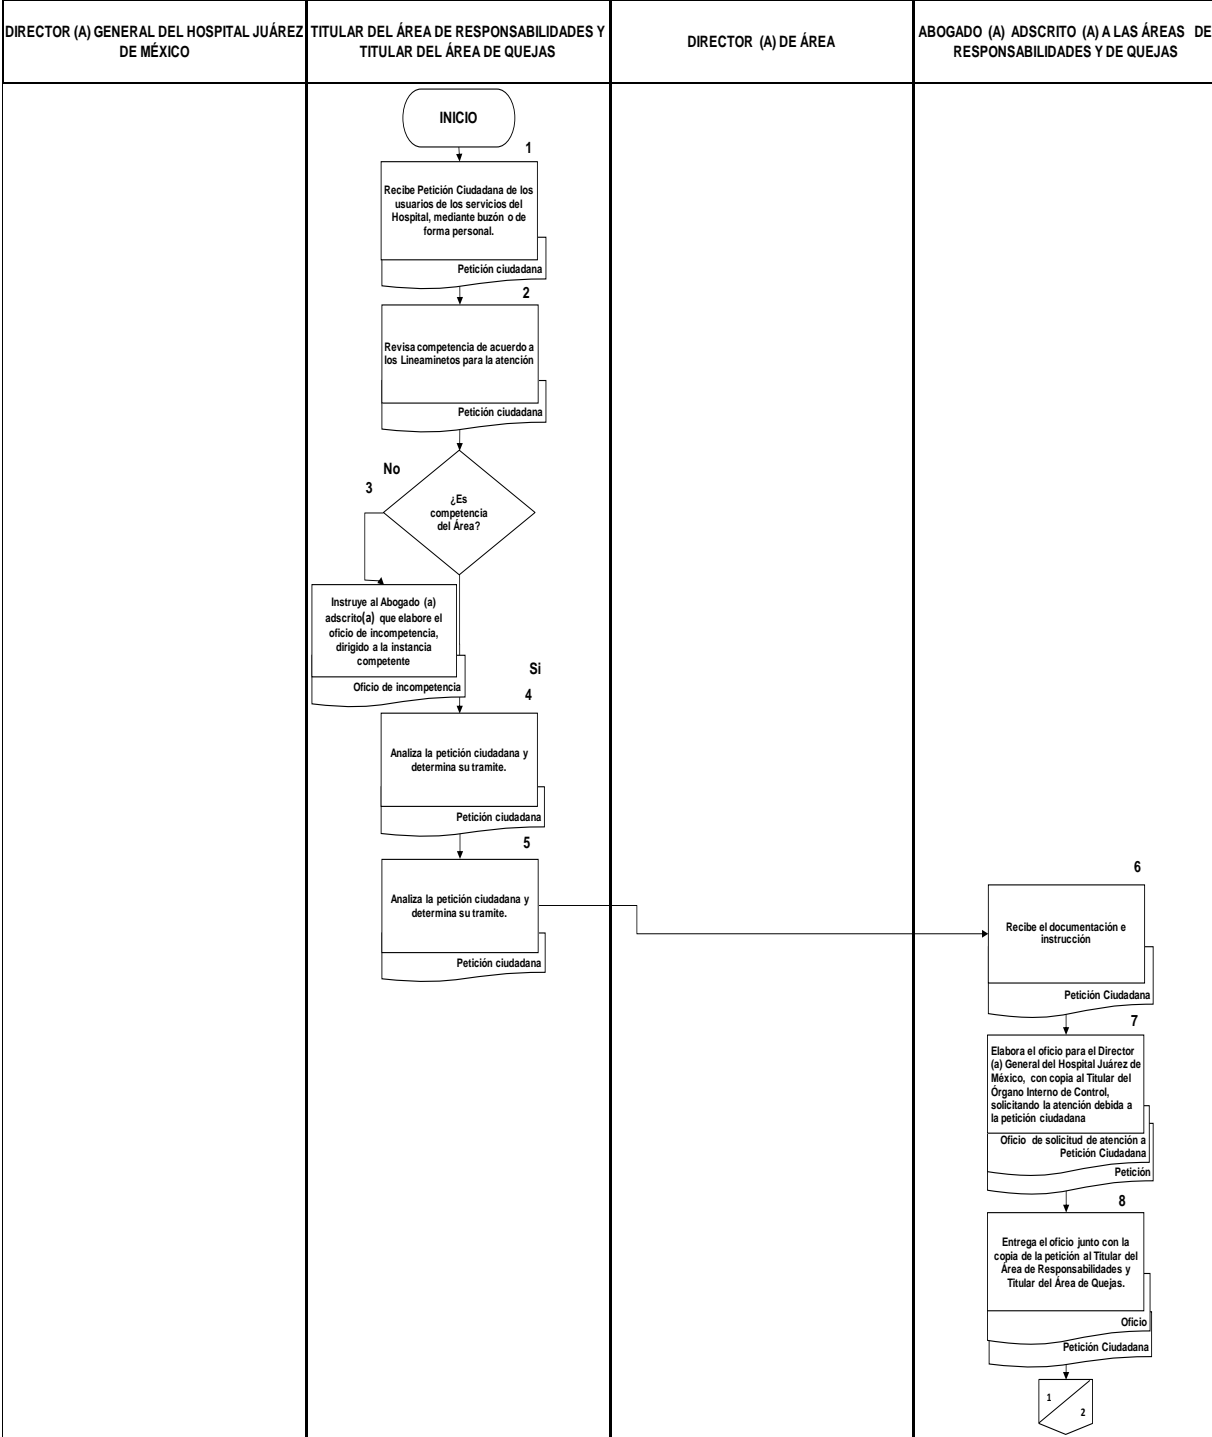 DIRECTOR (A) GENERAL DEL HOSPITAL JUÁREZ
DE MÉXICO
TITULAR DEL ÁREA DE RESPONSABILIDADES Y
TITULAR DEL ÁREA DE QUEJAS
DIRECTOR (A) DE ÁREA
ABOGADO (A) ADSCRITO (A) A LAS ÁREAS DE
RESPONSABILIDADES Y DE QUEJAS
INICIO
1
Recibe Petición Ciudadana de los
usuarios de los servicios del
Hospital, mediante buzón o de
forma personal.
Petición ciudadana
2
Revisa competencia de acuerdo a
los Lineaminetos para la atención
Petición ciudadana
No
3
¿Es
competencia
del Área?
Instruye al Abogado (a)
adscrito(a) que elabore el
oficio de incompetencia,
dirigido a la instancia
competente
Oficio de incompetencia
Si
4
Analiza la petición ciudadana y
determina su tramite.
Petición ciudadana
5
Analiza la petición ciudadana y
determina su tramite.
Petición ciudadana
6
Recibe el documentación e
instrucción
Petición Ciudadana
7
Elabora el oficio para el Director
(a) General del Hospital Juárez de
México, con copia al Titular del
Órgano Interno de Control,
solicitando la atención debida a
la petición ciudadana
Oficio de solicitud de atención a
Petición Ciudadana
Petición
8
Entrega el oficio junto con la
copia de la petición al Titular del
Área de Responsabilidades y
Titular del Área de Quejas.
Oficio
Petición Ciudadana
1
2